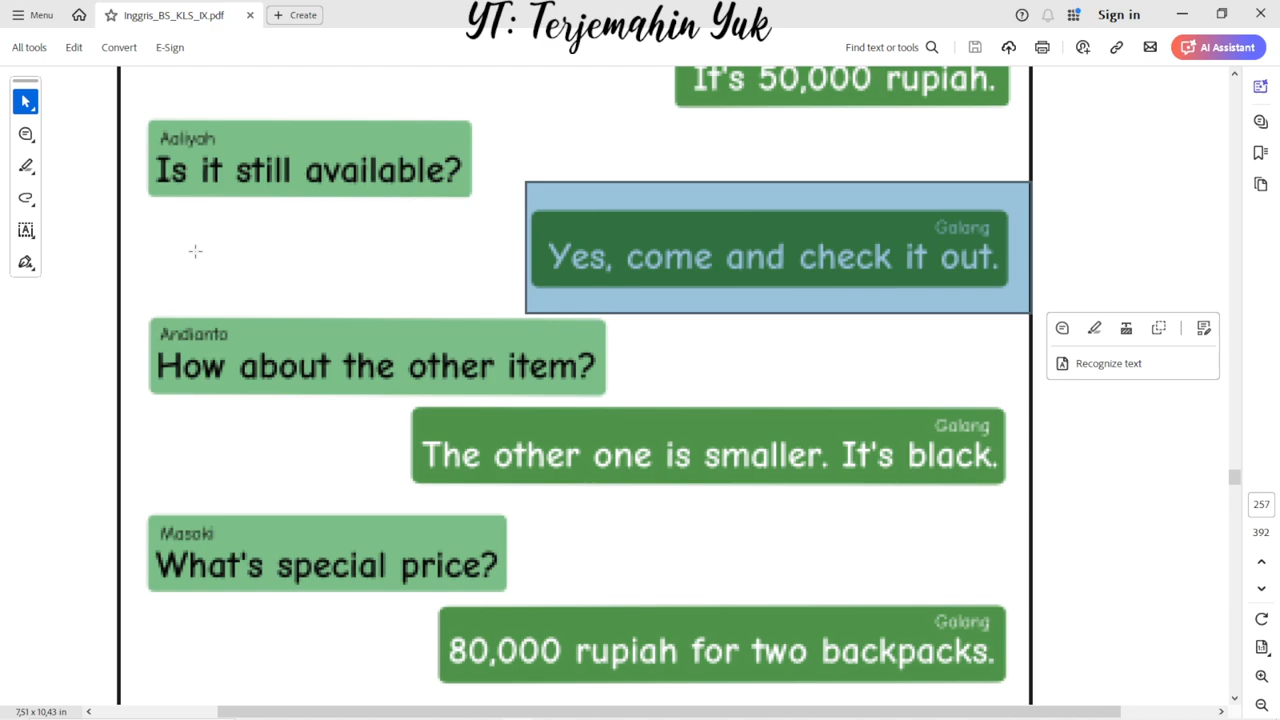 Menu
Inggris_BS_KLS_IX.pdf
Create
YT: Terjemahin Yuk
Sign in
All tools
Edit
Convert
E-Sign
Find text or tools
AI Assistant
It's 50,000 rupiah.
Aaliyah
Is it still available?
Galang
Yes, come and check it out.
Andianto
How about the other item?
Recognize text
Galang
The other one is smaller. It's black.
Masaki
What's special price?
Galang
80,000 rupiah for two backpacks.
257
392
7,51 x 10,43 in